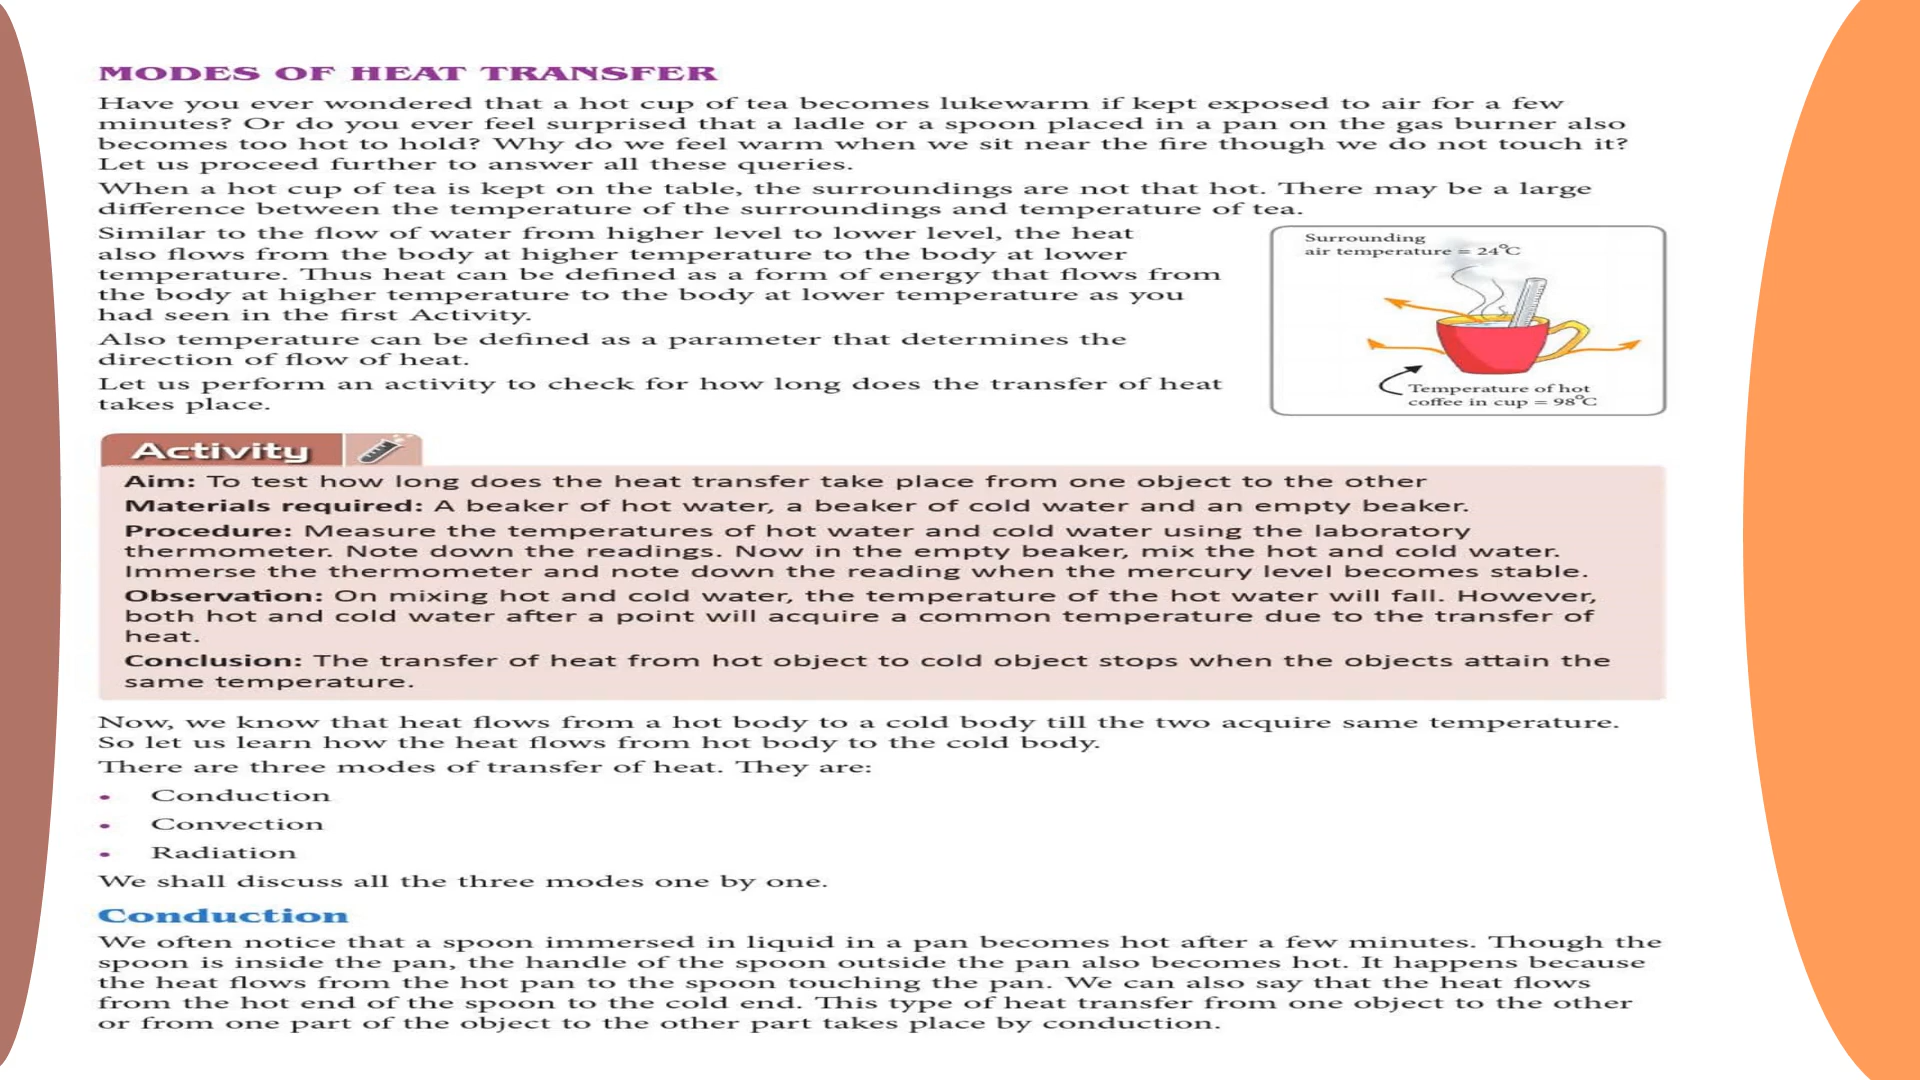 MODES OF HEAT TRANSFER
Have you ever wondered that a hot cup of tea becomes lukewarm if kept exposed to air for a few
minutes? Or do you ever feel surprised that a ladle or a spoon placed in a pan on the gas burner also
becomes too hot to hold? Why do we feel warm when we sit near the fire though we do not touch it?
Let us proceed further to answer all these queries.
When a hot cup of tea is kept on the table, the surroundings are not that hot. There may be a large
difference between the temperature of the surroundings and temperature of tea.
Similar to the flow of water from higher level to lower level, the heat
also flows from the body at higher temperature to the body at lower
temperature. Thus heat can be defined as a form of energy that flows from
the body at higher temperature to the body at lower temperature as you
had seen in the first Activity.
Also temperature can be defined as a parameter that determines the
direction of flow of heat.
Let us perform an activity to check for how long does the transfer of heat
takes place.
Surrounding
air temperature = 24°C
Temperature of hot
coffee in cup = 98°C
Activity
Aim: To test how long does the heat transfer take place from one object to the other
Materials required: A beaker of hot water, a beaker of cold water and an empty beaker.
Procedure: Measure the temperatures of hot water and cold water using the laboratory
thermometer. Note down the readings. Now in the empty beaker, mix the hot and cold water.
Immerse the thermometer and note down the reading when the mercury level becomes stable.
Observation: On mixing hot and cold water, the temperature of the hot water will fall. However,
both hot and cold water after a point will acquire a common temperature due to the transfer of
heat.
Conclusion: The transfer of heat from hot object to cold object stops when the objects attain the
same temperature.
Now, we know that heat flows from a hot body to a cold body till the two acquire same temperature.
So let us learn how the heat flows from hot body to the cold body.
There are three modes of transfer of heat. They are:
• Conduction
• Convection
• Radiation
We shall discuss all the three modes one by one.
Conduction
We often notice that a spoon immersed in liquid in a pan becomes hot after a few minutes. Though the
spoon is inside the pan, the handle of the spoon outside the pan also becomes hot. It happens because
the heat flows from the hot pan to the spoon touching the pan. We can also say that the heat flows
from the hot end of the spoon to the cold end. This type of heat transfer from one object to the other
or from one part of the object to the other part takes place by conduction.